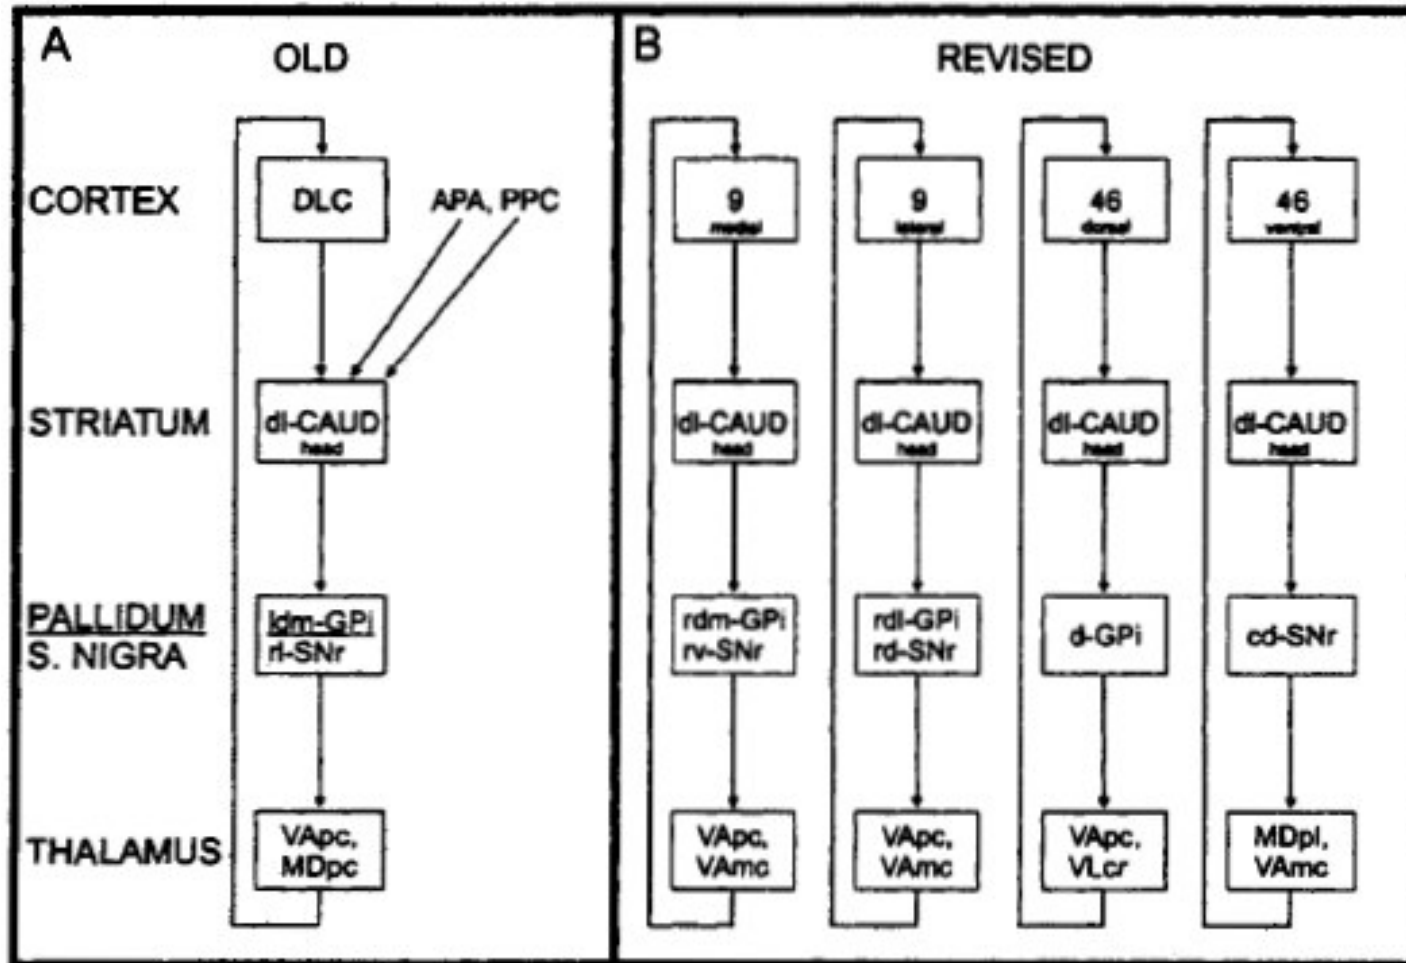 A
OLD
CORTEX
DLC
APA, PPC
STRIATUM
dl-CAUD
head
PALLIDUM
S. NIGRA
ldm-GPi
rl-SNr
THALAMUS
VApc,
MDpc
B
REVISED
9
medial
9
lateral
46
dorsal
46
ventral
dl-CAUD
head
dl-CAUD
head
dl-CAUD
head
dl-CAUD
head
rdm-GPi
rv-SNr
rdl-GPi
rd-SNr
d-GPi
cd-SNr
VApc,
VAmc
VApc,
VAmc
VApc,
VLcr
MDpl,
VAmc